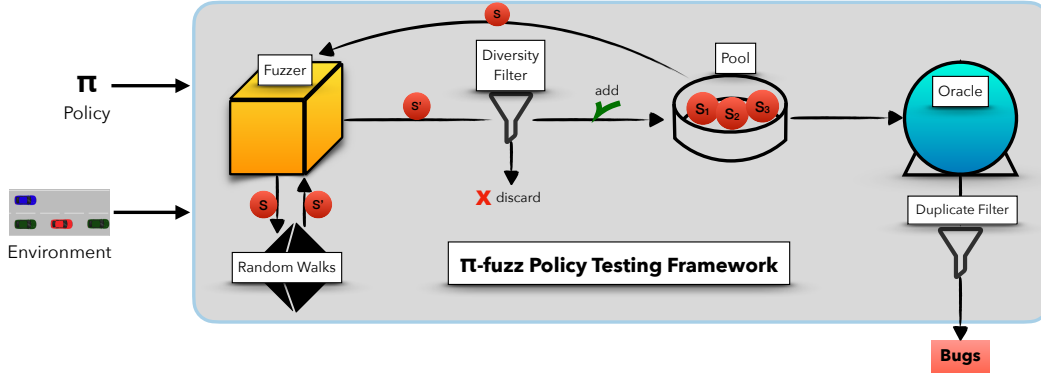 S
Fuzzer
Diversity
Filter
Pool
π
Policy
S'
add
S₁
S₂
S₃
Oracle
X discard
S
S'
Environment
Random Walks
π-fuzz Policy Testing Framework
Duplicate Filter
Bugs